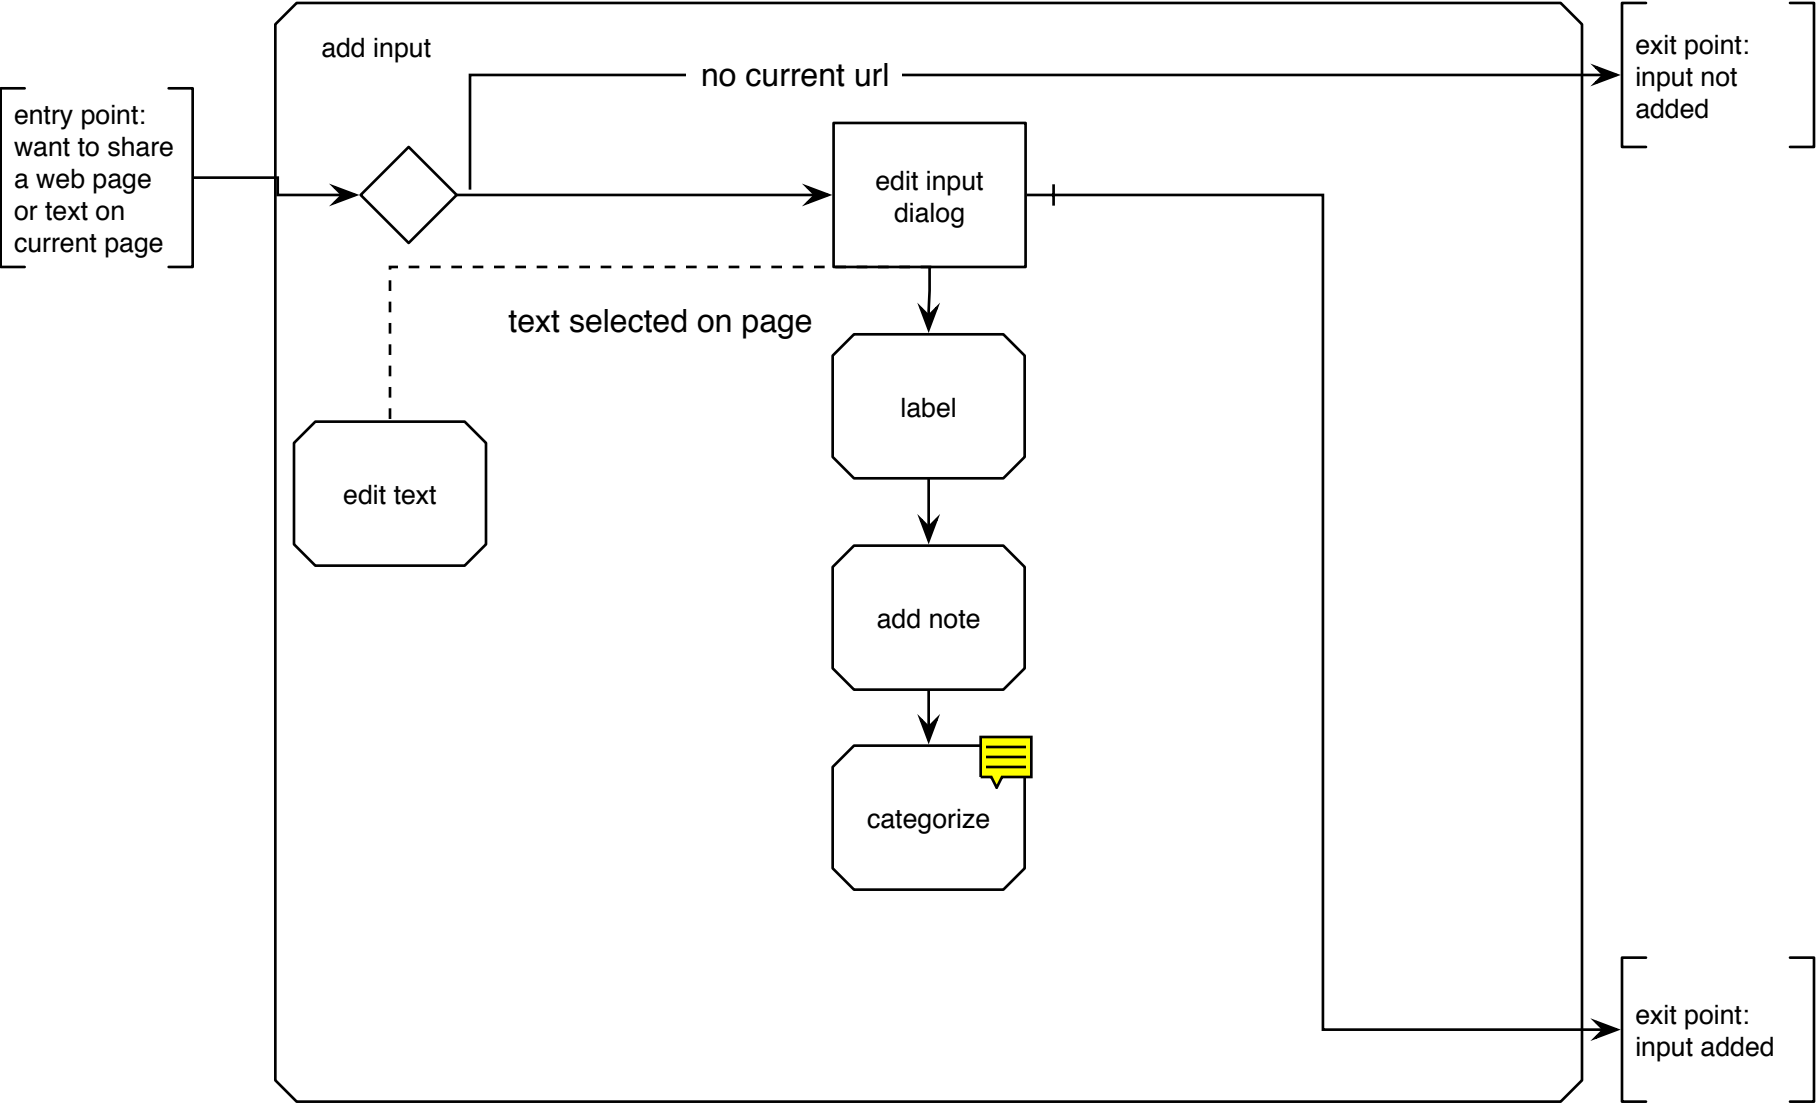 add input
no current url
exit point:
input not
added
entry point:
want to share
a web page
or text on
current page
edit input
dialog
text selected on page
label
edit text
add note
categorize
exit point:
input added